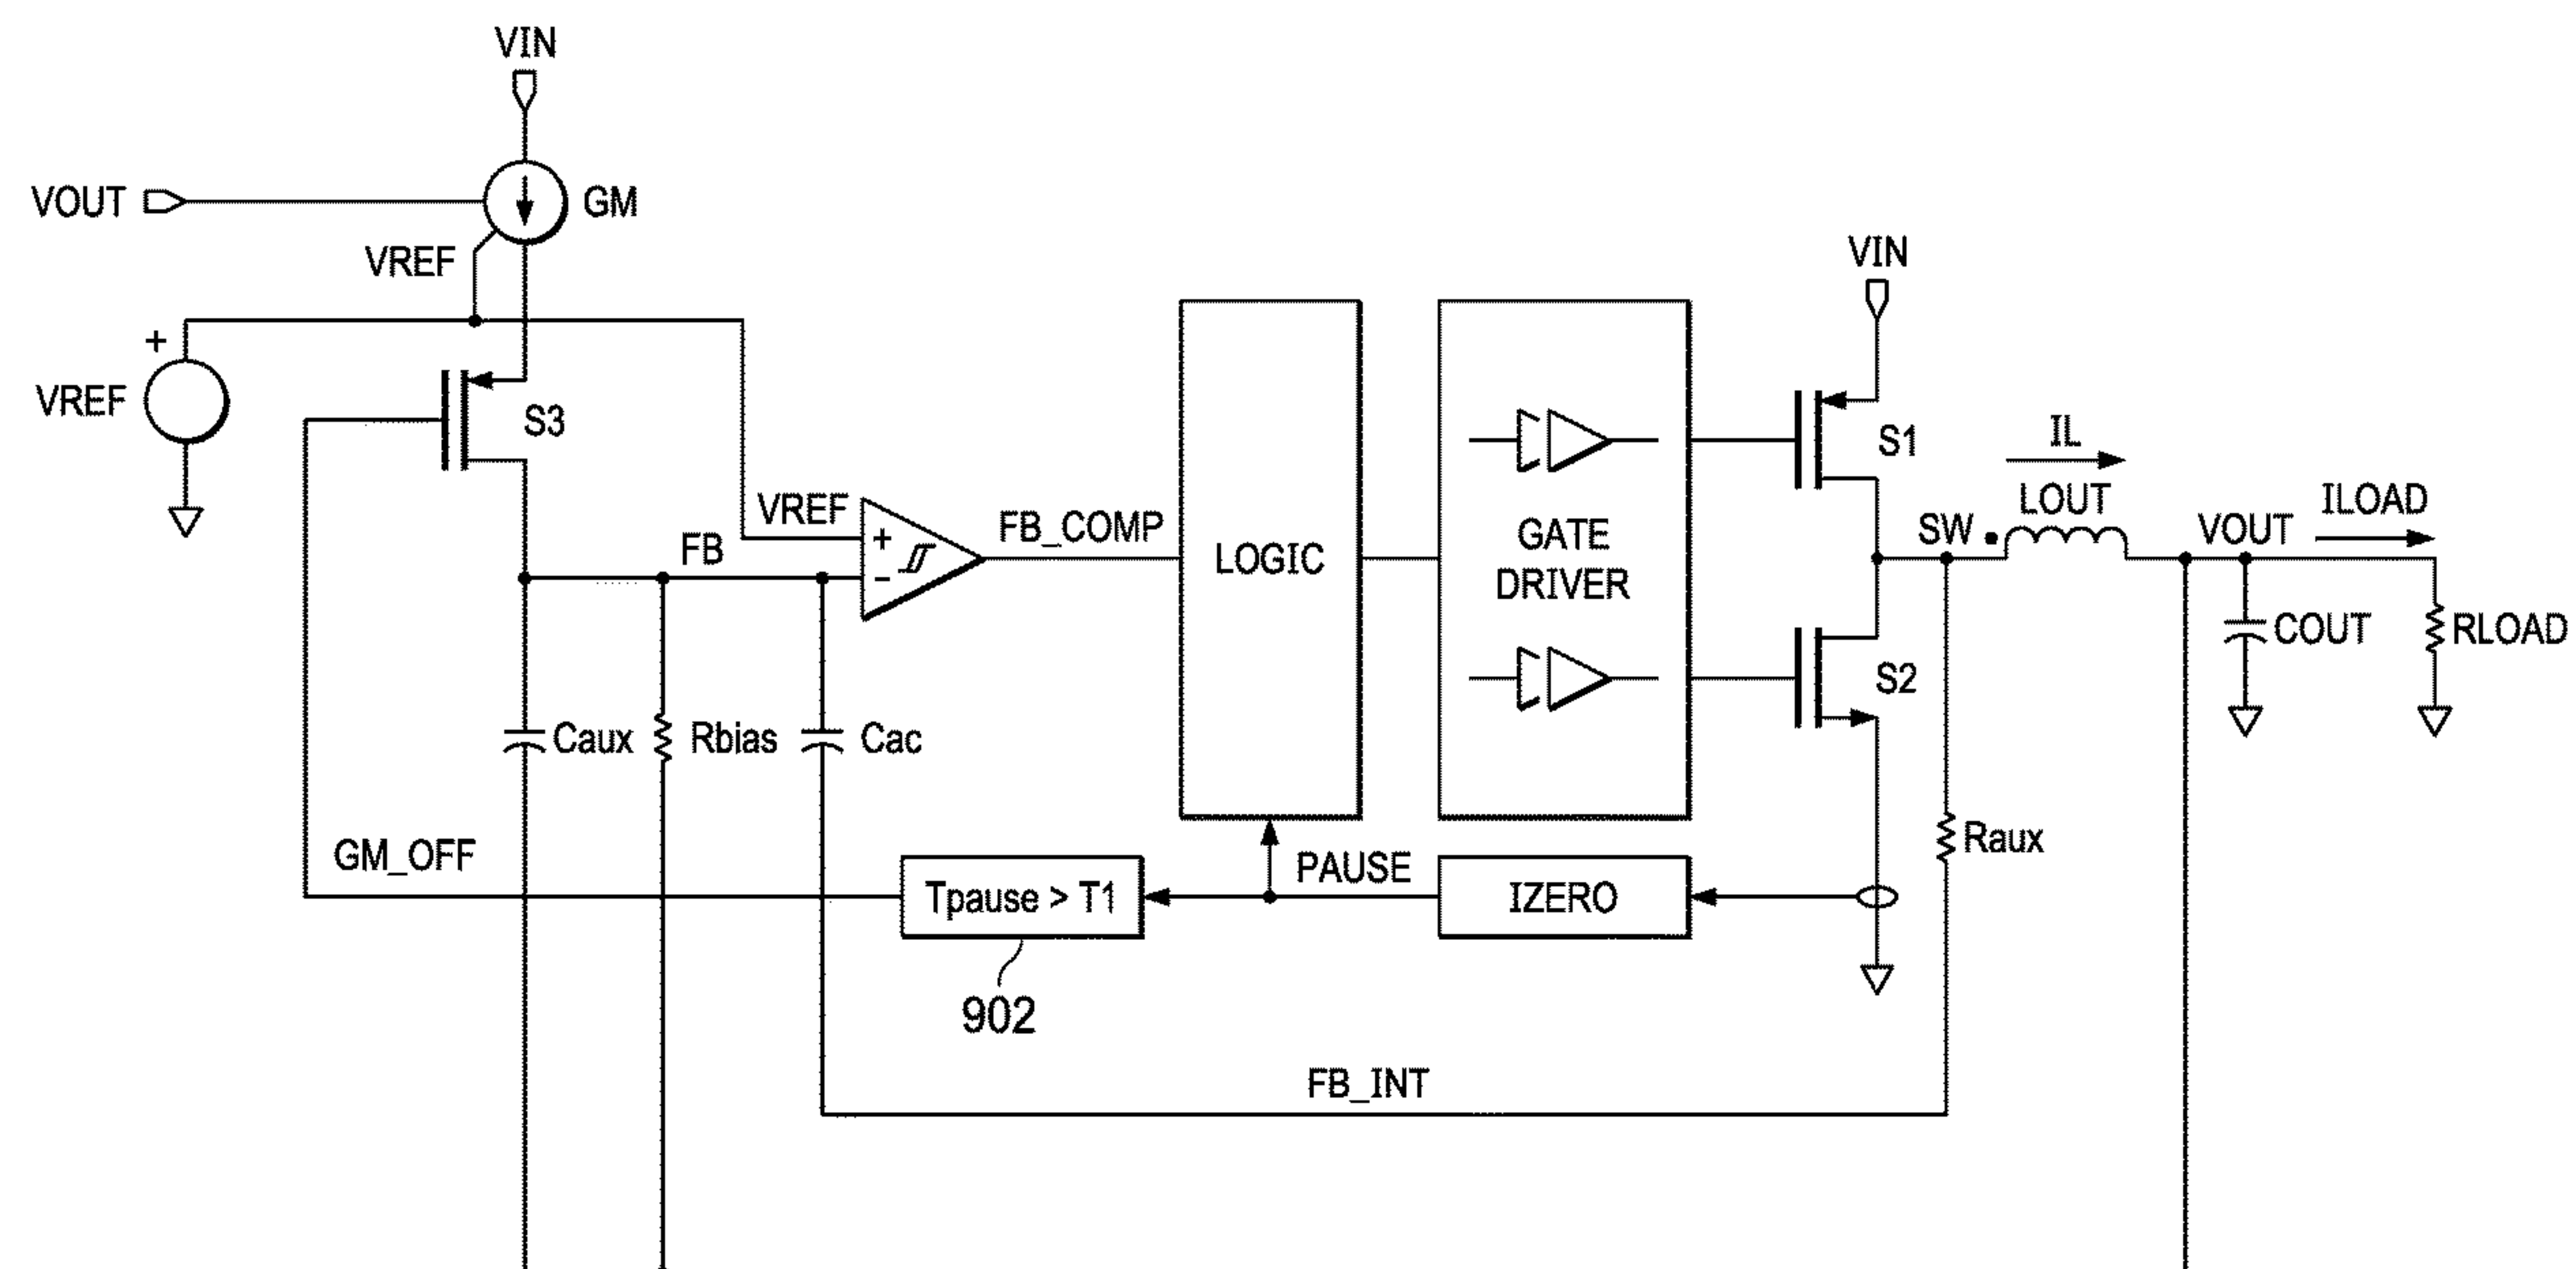 VIN
VOUT
GM
VREF
VIN
+
VREF
S3
S1
IL
VREF
+
FB_COMP
LOGIC
GATE
DRIVER
SW
LOUT
VOUT
ILOAD
FB
-
S2
COUT
RLOAD
Caux
Rbias
Cac
GM_OFF
PAUSE
Raux
Tpause > T1
IZERO
902
FB_INT